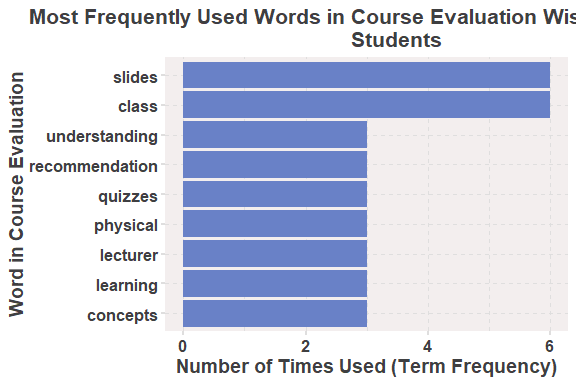 Most Frequently Used Words in Course Evaluation
Students
Word in Course Evaluation
slides
class
understanding
recommendation
quizzes
physical
lecturer
learning
concepts
0 2 4 6
Number of Times Used (Term Frequency)